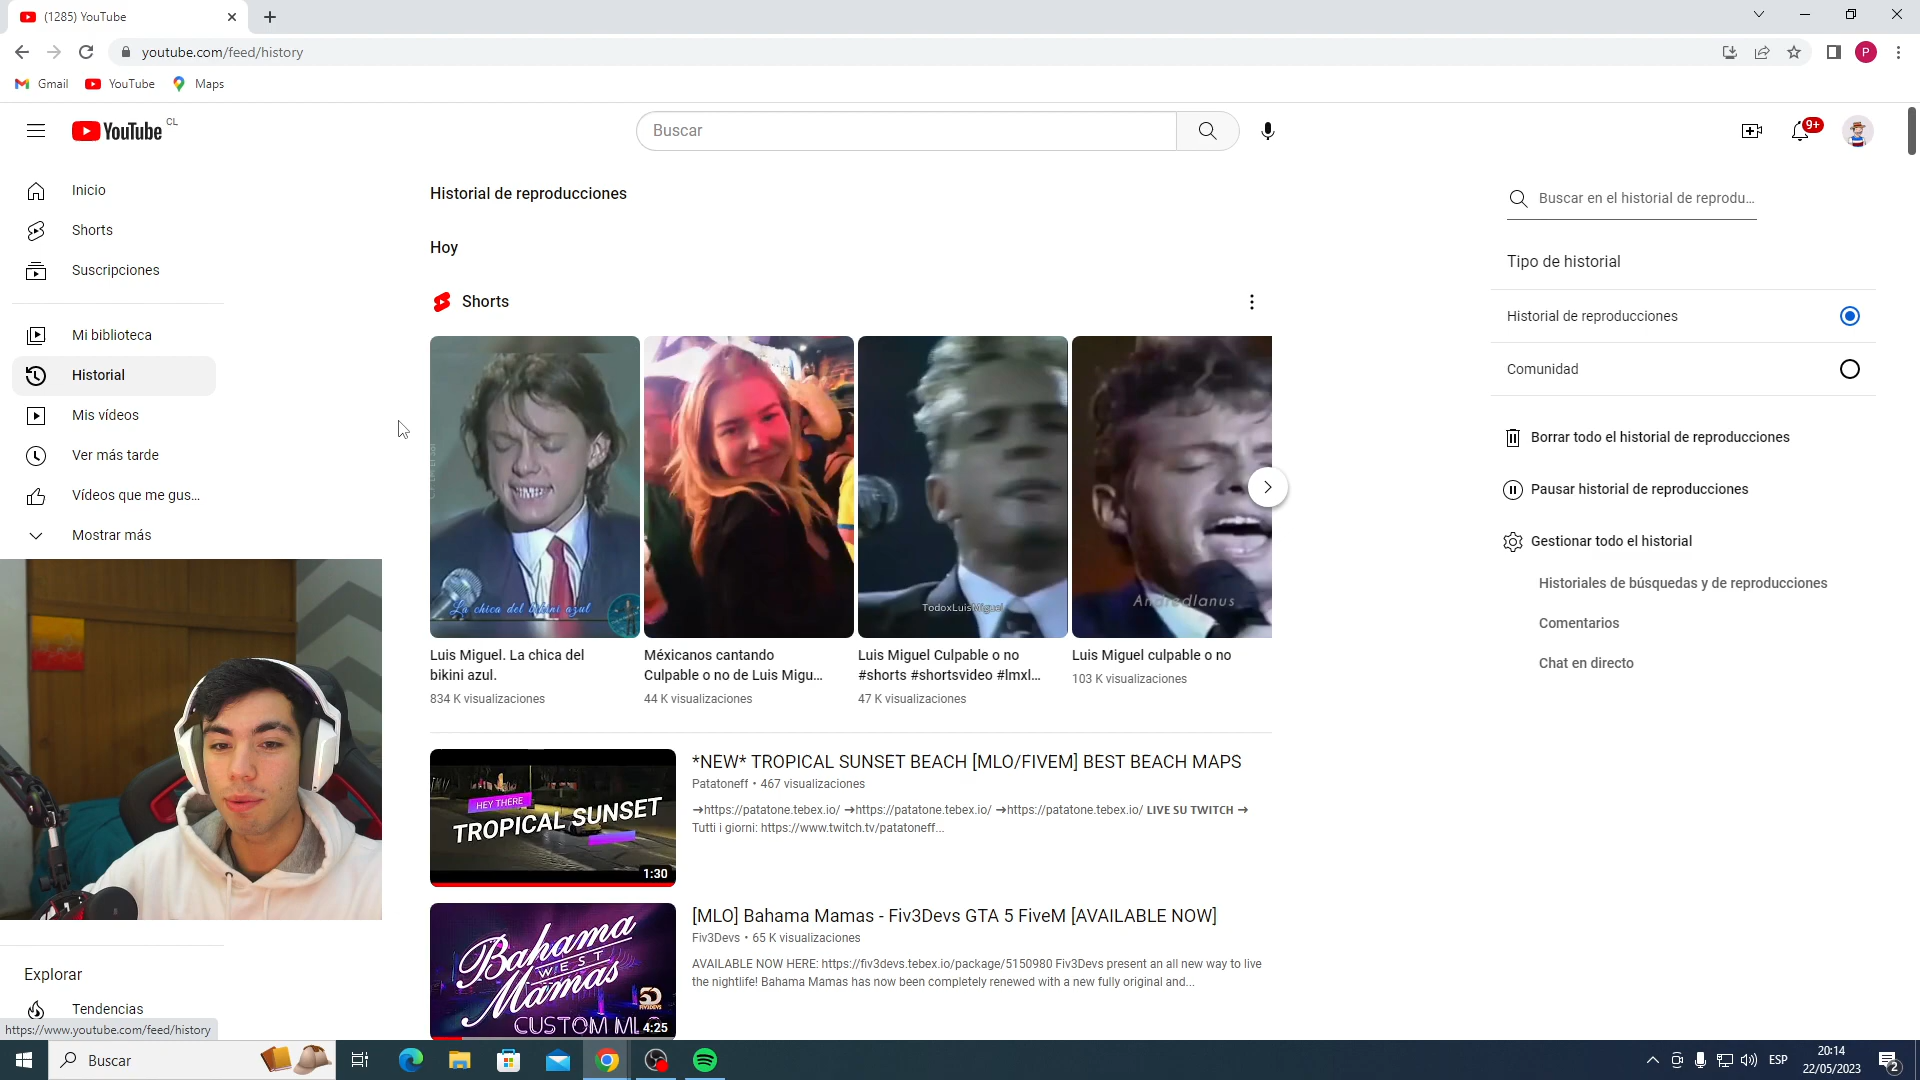 (1285) YouTube
youtube.com/feed/history
P
Gmail
YouTube
Maps
YouTube CL
Buscar
9+
Inicio
Shorts
Suscripciones
Mi biblioteca
Historial
Mis vídeos
Ver más tarde
Vídeos que me gus...
Mostrar más
Explorar
Tendencias
https://www.youtube.com/feed/history
Historial de reproducciones
Hoy
Shorts
La chica del bikini azul
TodoxLuisMiguel
Luis Miguel. La chica del
bikini azul.
834 K visualizaciones
Méxicanos cantando
Culpable o no de Luis Migu...
44 K visualizaciones
Luis Miguel Culpable o no
#shorts #shortsvideo #lmxl...
47 K visualizaciones
Luis Miguel culpable o no
103 K visualizaciones
HEY THERE
TROPICAL SUNSET
1:30
*NEW* TROPICAL SUNSET BEACH [MLO/FIVEM] BEST BEACH MAPS
Patatoneff • 467 visualizaciones
➔https://patatone.tebex.io/ ➔https://patatone.tebex.io/ ➔https://patatone.tebex.io/ LIVE SU TWITCH ➔
Tutti i giorni: https://www.twitch.tv/patatoneff...
Bahama
WEST
Mamas
FIV3DEVS
CUSTOM
4:25
[MLO] Bahama Mamas - Fiv3Devs GTA 5 FiveM [AVAILABLE NOW]
Fiv3Devs • 65 K visualizaciones
AVAILABLE NOW HERE: https://fiv3devs.tebex.io/package/5150980 Fiv3Devs present an all new way to live
the nightlife! Bahama Mamas has now been completely renewed with a new fully original and...
Buscar en el historial de reprodu...
Tipo de historial
Historial de reproducciones
Comunidad
Borrar todo el historial de reproducciones
Pausar historial de reproducciones
Gestionar todo el historial
Historiales de búsquedas y de reproducciones
Comentarios
Chat en directo
Buscar
ESP
20:14
22/05/2023
2